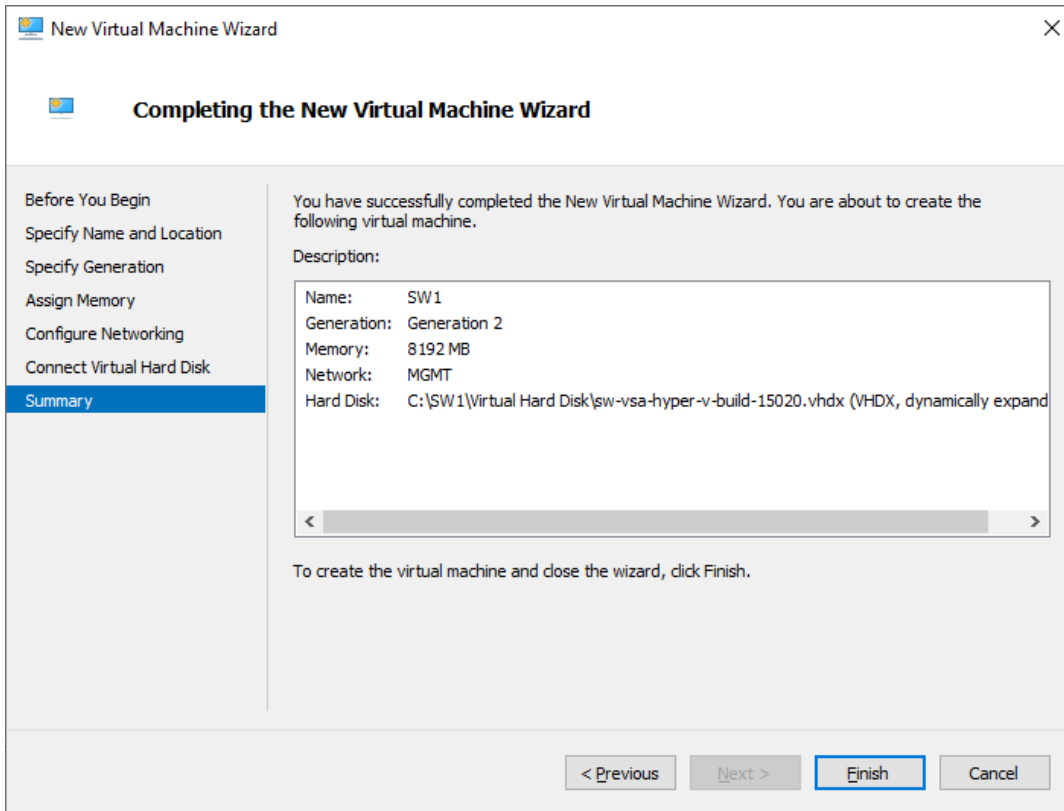 New Virtual Machine Wizard
Completing the New Virtual Machine Wizard
Before You Begin
Specify Name and Location
Specify Generation
Assign Memory
Configure Networking
Connect Virtual Hard Disk
Summary
You have successfully completed the New Virtual Machine Wizard. You are about to create the
following virtual machine.
Description:
Name: SW1
Generation: Generation 2
Memory: 8192 MB
Network: MGMT
Hard Disk: C:\SW1\Virtual Hard Disk\sw-vsa-hyper-v-build-15020.vhdx (VHDX, dynamically expand
To create the virtual machine and close the wizard, click Finish.
< Previous Next > Finish Cancel